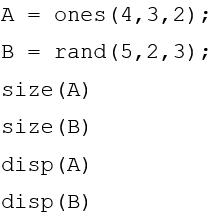 A = ones(4,3,2);
B = rand(5,2,3);
size(A)
size(B)
disp(A)
disp(B)